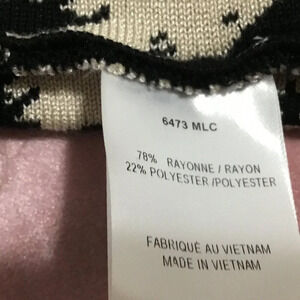 6473 MLC
78% RAYONNE / RAYON
22% POLYESTER /POLYESTER
FABRIQUÉ AU VIETNAM
MADE IN VIETNAM